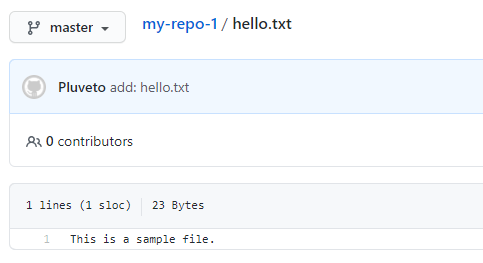 master my-repo-1 / hello.txt
Pluveto add: hello.txt
0 contributors
1 lines (1 sloc) 23 Bytes
1 This is a sample file.